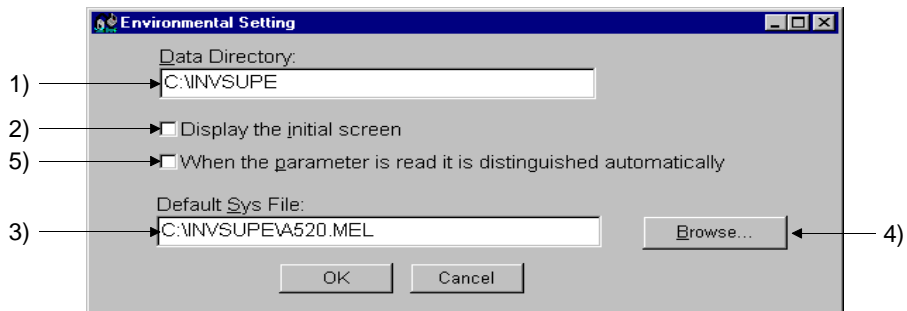 Environmental Setting
Data Directory:
1)
C:\INVSUPE
2)
Display the initial screen
5)
When the parameter is read it is distinguished automatically
Default Sys File:
3)
C:\INVSUPE\A520.MEL
Browse...
4)
OK
Cancel